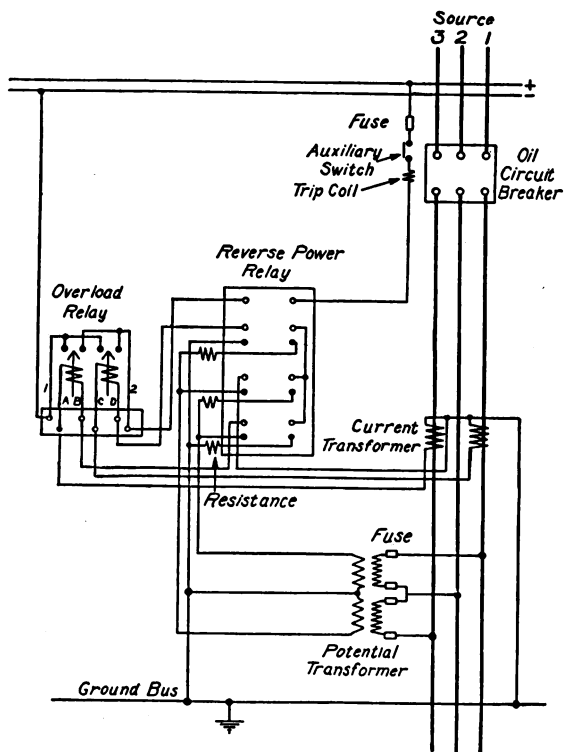 Source
3 2 1
+
−
Fuse
Auxiliary
Switch
Trip Coil
Oil
Circuit
Breaker
Reverse Power
Relay
Overload
Relay
1 2
A B C D
Current
Transformer
Resistance
Fuse
Potential
Transformer
Ground Bus